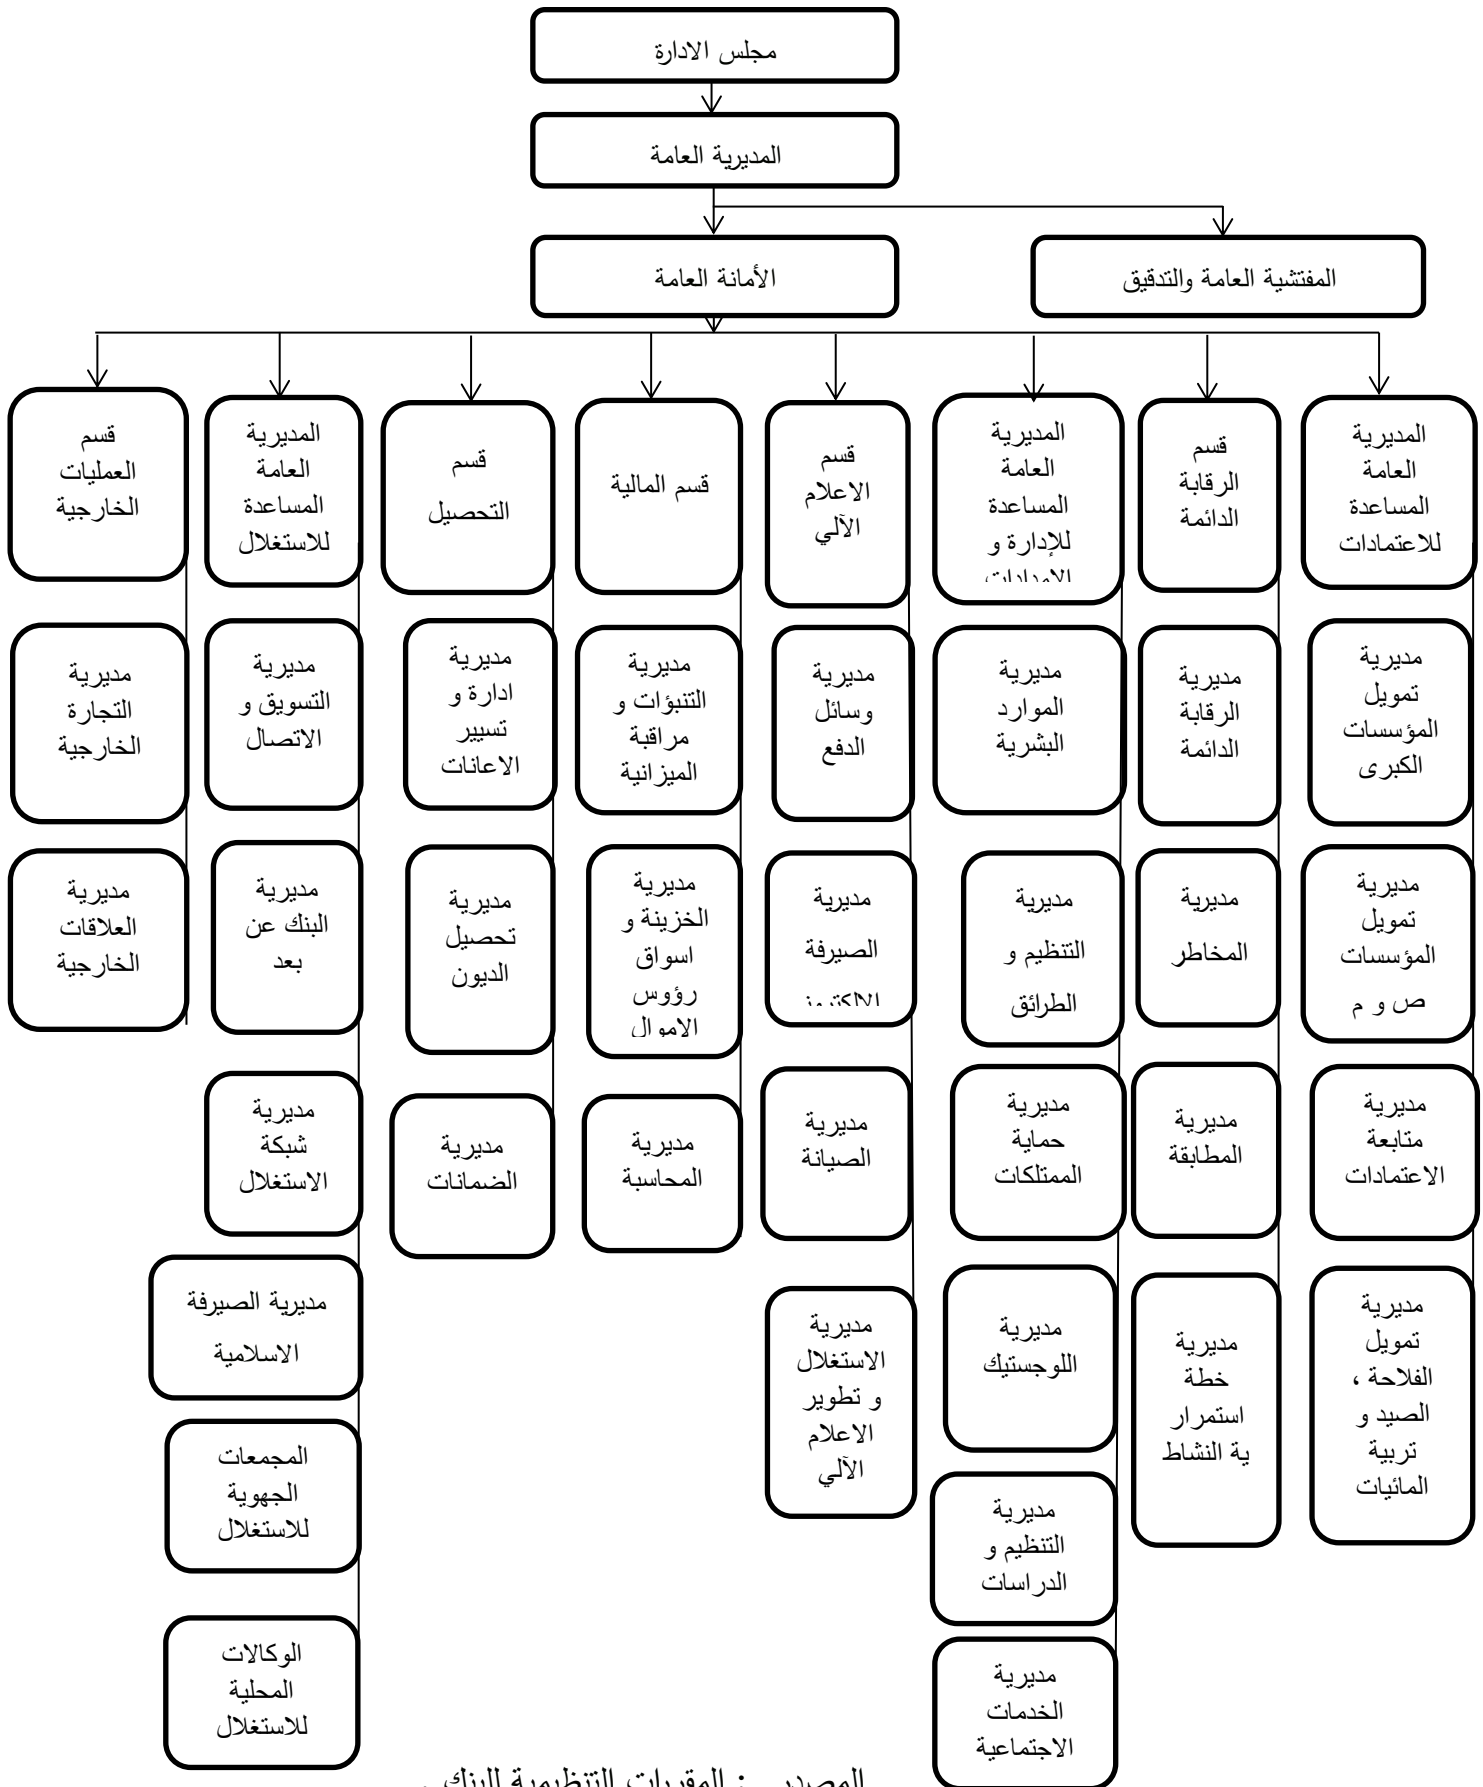 مجلس الادارة
المديرية العامة
المفتشية العامة والتدقيق
الأمانة العامة
المديرية
العامة
المساعدة
للاعتمادات
قسم
الرقابة
الدائمة
المديرية
العامة
المساعدة
للإدارة و
الامدادات
قسم
الاعلام
الآلي
قسم المالية
قسم
التحصيل
المديرية
العامة
المساعدة
للاستغلال
قسم
العمليات
الخارجية
مديرية
تمويل
المؤسسات
الكبرى
مديرية
الرقابة
الدائمة
مديرية
الموارد
البشرية
مديرية
وسائل
الدفع
مديرية
التنبؤات و
مراقبة
الميزانية
مديرية
ادارة و
تسيير
الاعانات
مديرية
التسويق و
الاتصال
مديرية
التجارة
الخارجية
مديرية
تمويل
المؤسسات
ص و م
مديرية
المخاطر
مديرية
التنظيم و
الطرائق
مديرية
الصيرفة
مديرية
الخزينة و
اسواق
رؤوس
الاموال
مديرية
تحصيل
الديون
مديرية
البنك عن
بعد
مديرية
العلاقات
الخارجية
مديرية
متابعة
الاعتمادات
مديرية
المطابقة
مديرية
حماية
الممتلكات
مديرية
الصيانة
مديرية
المحاسبة
مديرية
الضمانات
مديرية
شبكة
الاستغلال
مديرية
تمويل
الفلاحة ،
الصيد و
تربية
المائيات
مديرية
خطة
استمرار
ية النشاط
مديرية
اللوجستيك
مديرية
الاستغلال
و تطوير
الاعلام
الآلي
مديرية الصيرفة
الاسلامية
مديرية
التنظيم و
الدراسات
المجمعات
الجهوية
للاستغلال
مديرية
الخدمات
الاجتماعية
الوكالات
المحلية
للاستغلال
المصدر : المقررات التنظيمية للبنك .